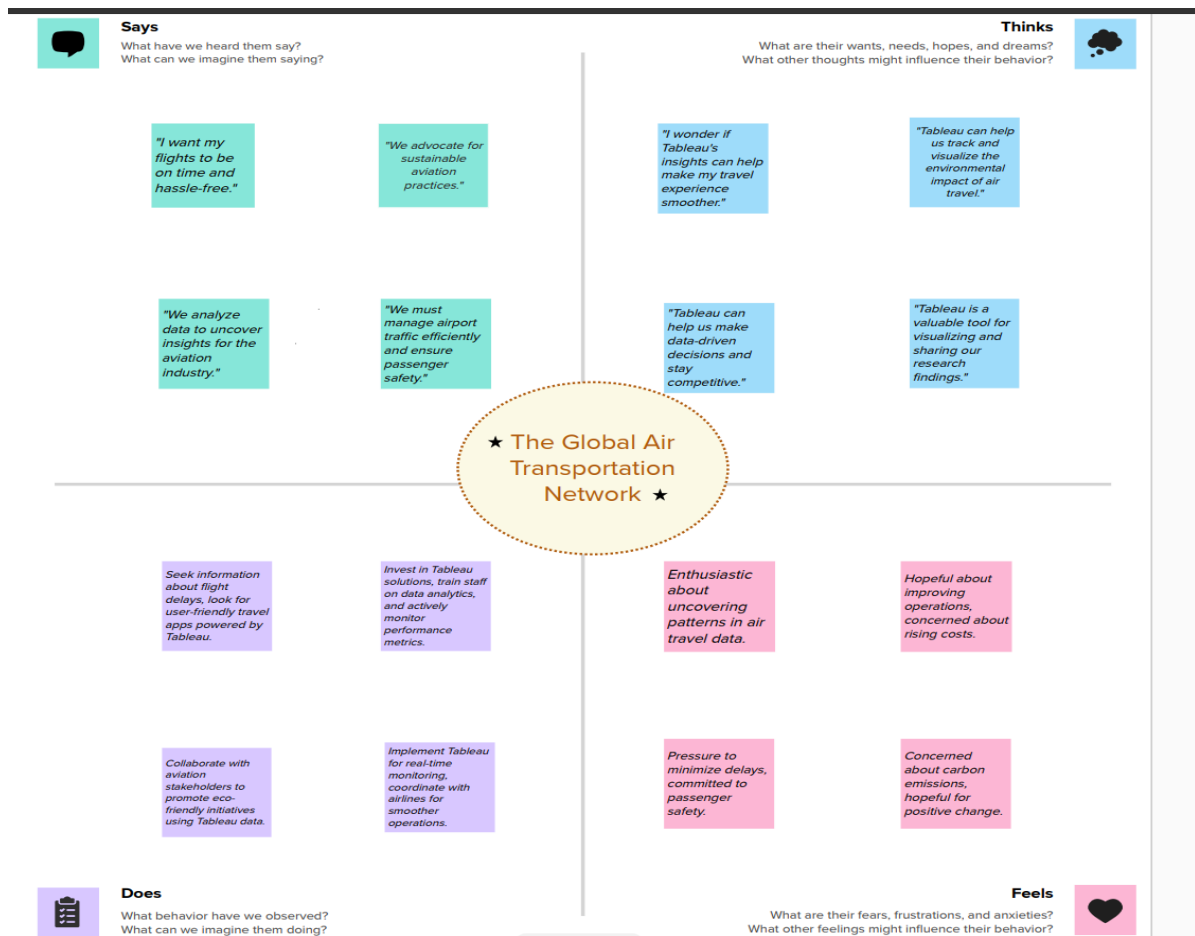 Says
What have we heard them say?
What can we imagine them saying?
Thinks
What are their wants, needs, hopes, and dreams?
What other thoughts might influence their behavior?
"I want my
flights to be
on time and
hassle-free."
"We advocate for
sustainable
aviation
practices."
"I wonder if
Tableau's
insights can help
make my travel
experience
smoother."
"Tableau can help
us track and
visualize the
environmental
impact of air
travel."
"We analyze
data to uncover
insights for the
aviation
industry."
"We must
manage airport
traffic efficiently
and ensure
passenger
safety."
"Tableau can
help us make
data-driven
decisions and
stay
competitive."
"Tableau is a
valuable tool for
visualizing and
sharing our
research
findings."
★ The Global Air
Transportation
Network ★
Seek information
about flight
delays, look for
user-friendly travel
apps powered by
Tableau.
Invest in Tableau
solutions, train staff
on data analytics,
and actively
monitor
performance
metrics.
Enthusiastic
about
uncovering
patterns in air
travel data.
Hopeful about
improving
operations,
concerned about
rising costs.
Collaborate with
aviation
stakeholders to
promote eco-
friendly initiatives
using Tableau data.
Implement Tableau
for real-time
monitoring,
coordinate with
airlines for
smoother
operations.
Pressure to
minimize delays,
committed to
passenger
safety.
Concerned
about carbon
emissions,
hopeful for
positive change.
Does
What behavior have we observed?
What can we imagine them doing?
Feels
What are their fears, frustrations, and anxieties?
What other feelings might influence their behavior?